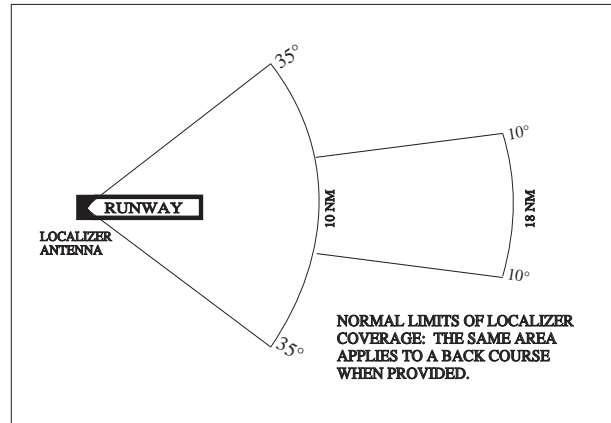 35°
10°
RUNWAY
10 NM
18 NM
LOCALIZER
ANTENNA
10°
35°
NORMAL LIMITS OF LOCALIZER
COVERAGE: THE SAME AREA
APPLIES TO A BACK COURSE
WHEN PROVIDED.